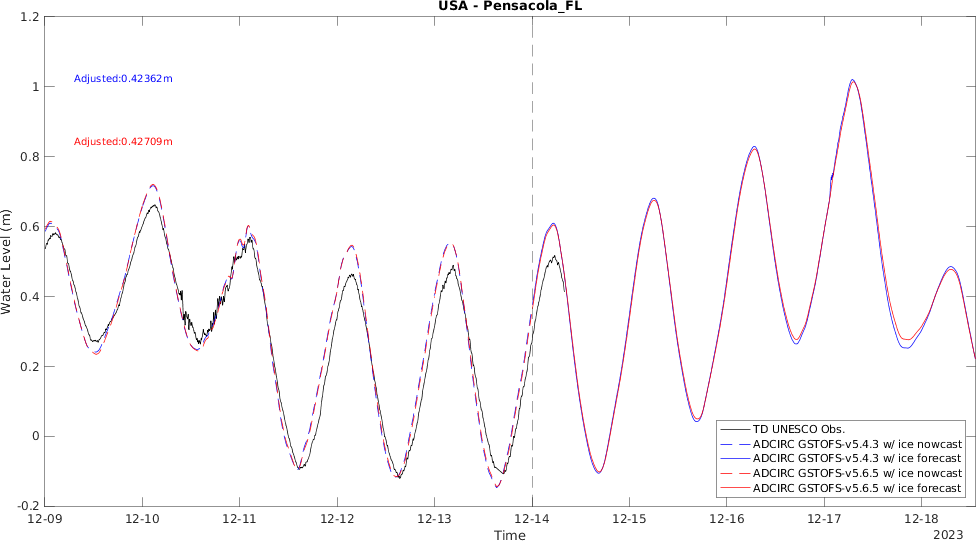 USA - Pensacola_FL
1.2
Adjusted:0.42362m
1
Adjusted:0.42709m
0.8
0.6
Water Level (m)
0.4
0.2
0
-0.2
TD UNESCO Obs.
ADCIRC GSTOFS-v5.4.3 w/ ice nowcast
ADCIRC GSTOFS-v5.4.3 w/ ice forecast
ADCIRC GSTOFS-v5.6.5 w/ ice nowcast
ADCIRC GSTOFS-v5.6.5 w/ ice forecast
12-09 12-10 12-11 12-12 12-13 12-14 12-15 12-16 12-17 12-18
Time
2023